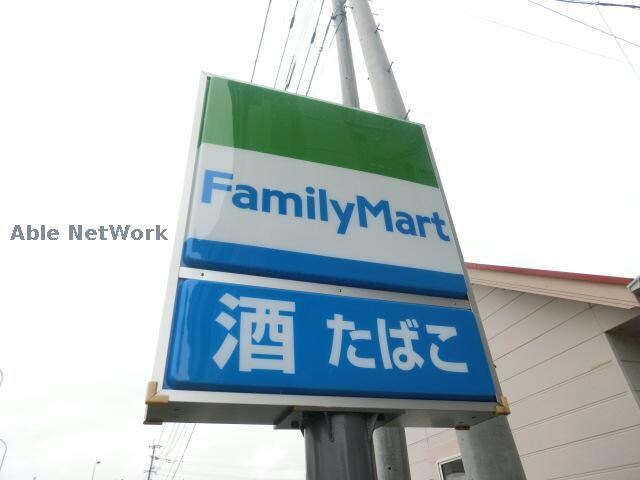 FamilyMart
Able NetWork
酒 たばこ